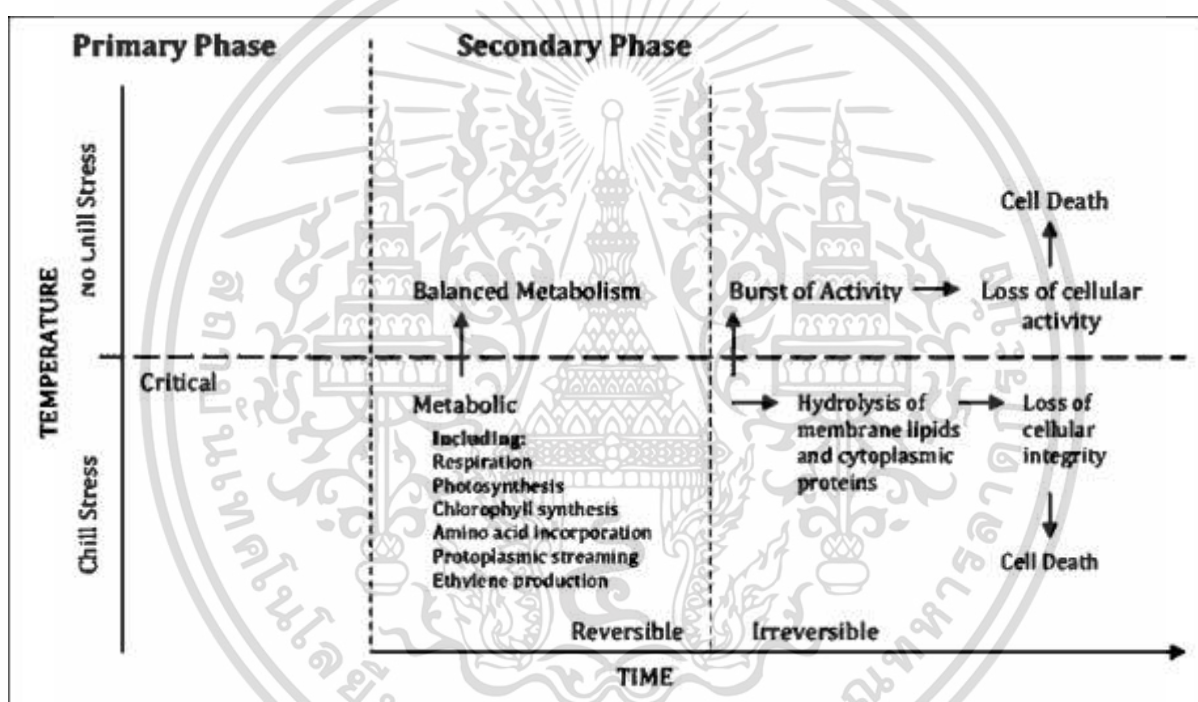 Primary Phase
Secondary Phase
TEMPERATURE
No Chill Stress
Chill Stress
Cell Death
Balanced Metabolism
Burst of Activity
Loss of cellular
activity
Critical
Metabolic
Including:
Respiration
Photosynthesis
Chlorophyll synthesis
Amino acid incorporation
Protoplasmic streaming
Ethylene production
Hydrolysis of
membrane lipids
and cytoplasmic
proteins
Loss of
cellular
integrity
Cell Death
Reversible
Irreversible
TIME